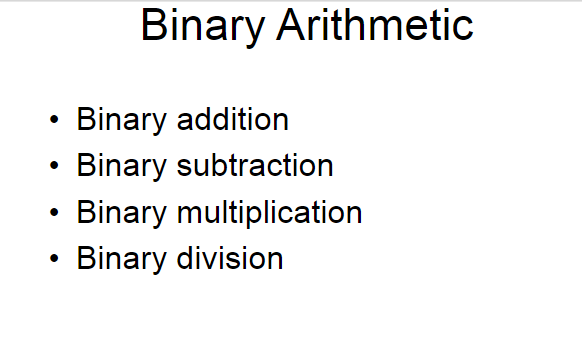 Binary Arithmetic
• Binary addition
• Binary subtraction
• Binary multiplication
• Binary division